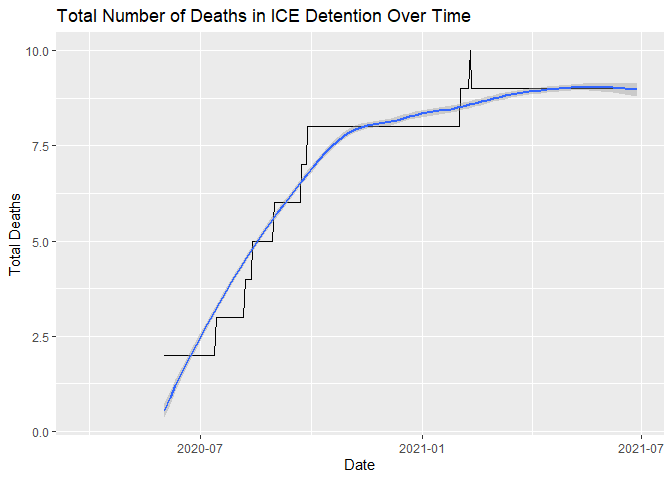 Total Number of Deaths in ICE Detention Over Time
10.0
7.5
5.0
2.5
0.0
Total Deaths
2020-07
2021-01
2021-07
Date